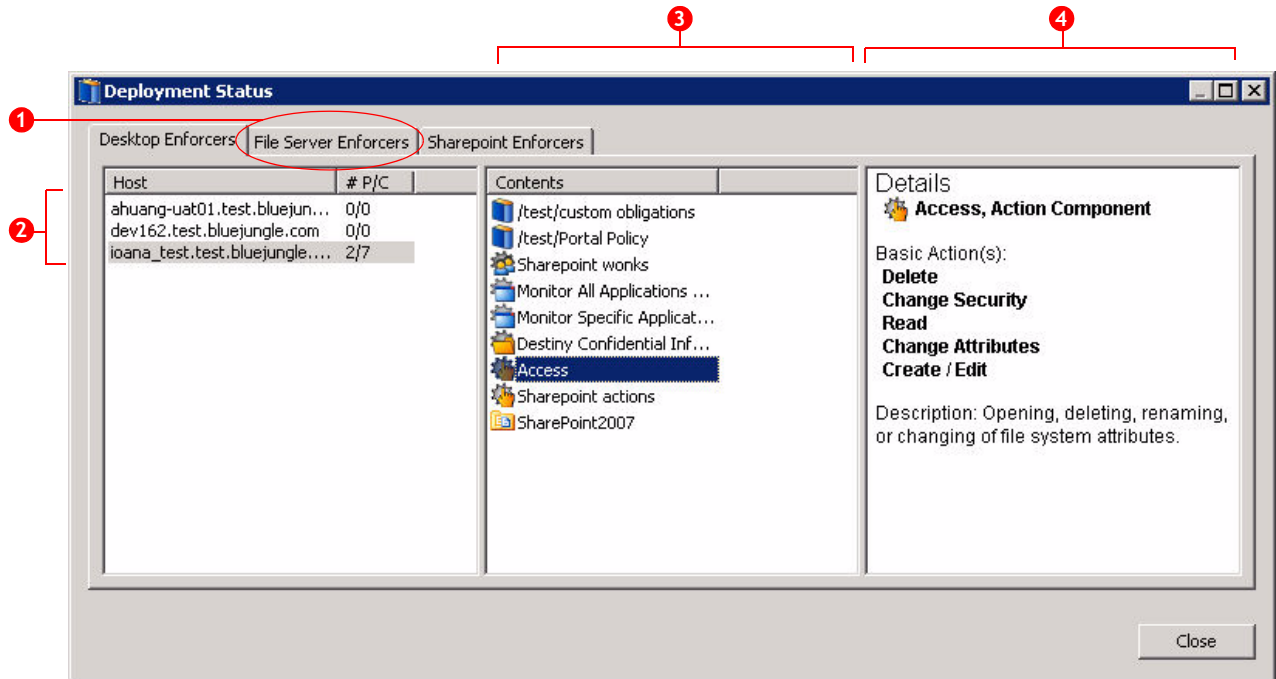 3
4
Deployment Status
1
Desktop Enforcers
File Server Enforcers
Sharepoint Enforcers
Host
# P/C
2
ahuang-uat01.test.bluejun... 0/0
dev162.test.bluejungle.com 0/0
ioana_test.test.bluejungle.... 2/7
Contents
/test/custom obligations
/test/Portal Policy
Sharepoint wonks
Monitor All Applications ...
Monitor Specific Applicat...
Destiny Confidential Inf...
Access
Sharepoint actions
SharePoint2007
Details
Access, Action Component
Basic Action(s):
Delete
Change Security
Read
Change Attributes
Create / Edit
Description: Opening, deleting, renaming,
or changing of file system attributes.
Close